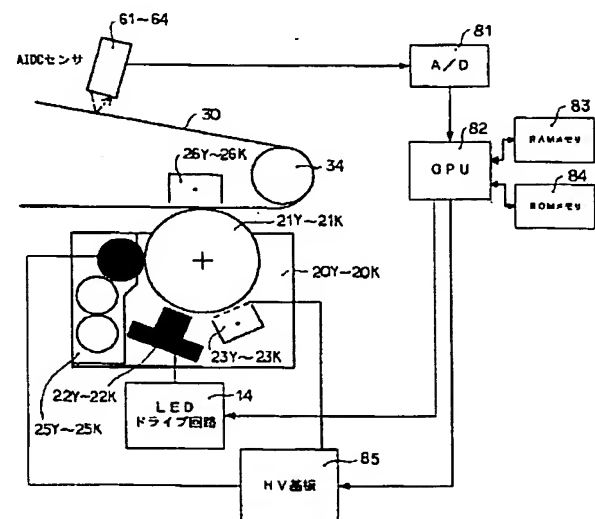 61~64
AIDCセンサ
81
A/D
30
82
83
RAMメモリ
CPU
84
ROMメモリ
26Y~26K
34
21Y~21K
20Y~20K
23Y~23K
22Y~22K
25Y~25K
14
LED
ドライブ回路
85
HV基板